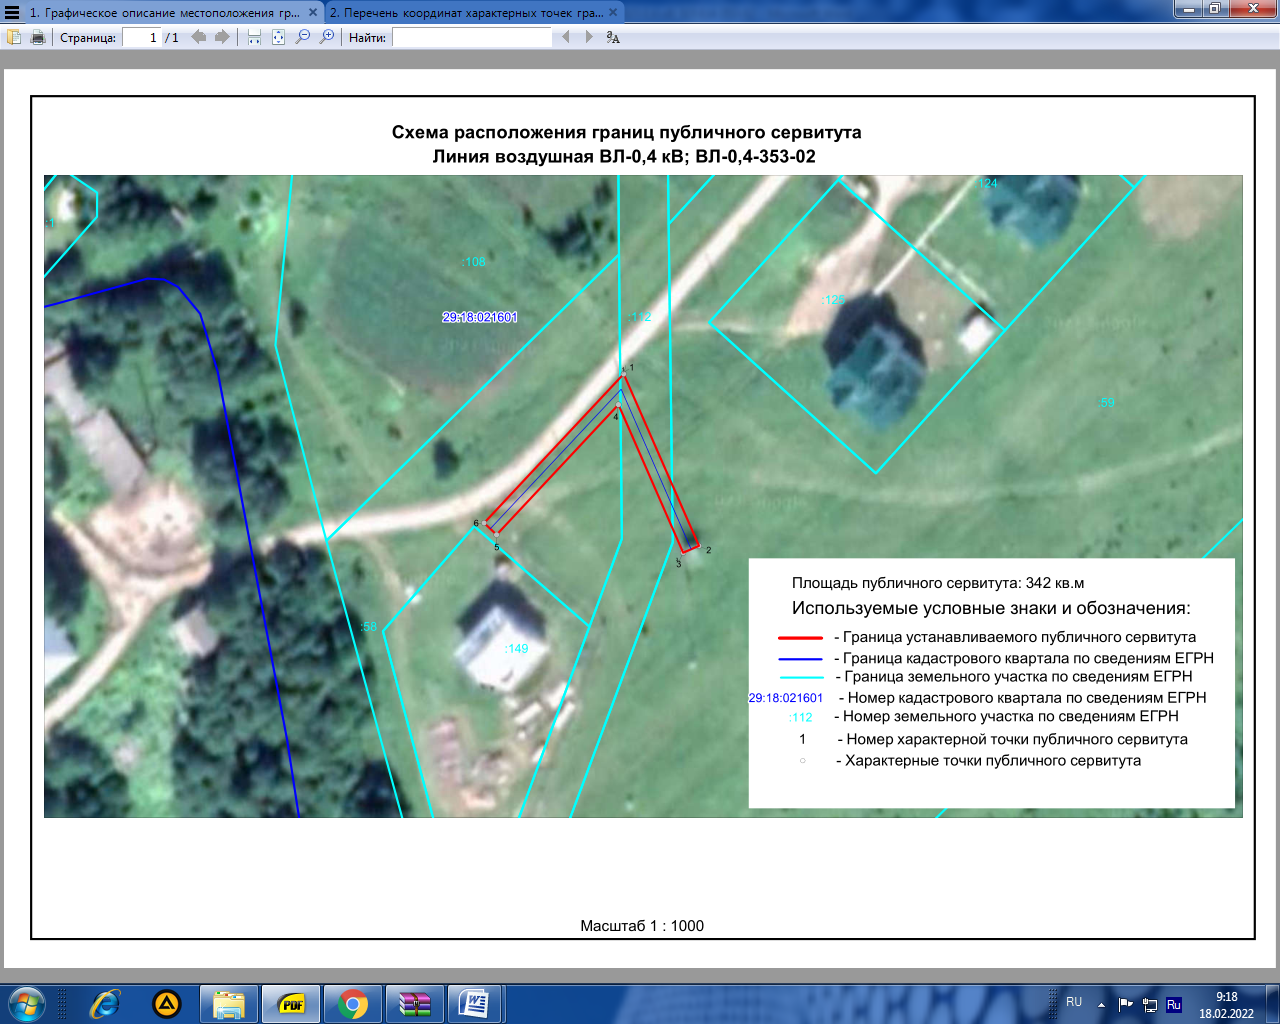 1. Графическое описание местоположения гр...
2. Перечень координат характерных точек гра...
Страница: 1 / 1
Найти:
Схема расположения границ публичного сервитута
Линия воздушная ВЛ-0,4 кВ; ВЛ-0,4-353-02
124
:1
:108
29:18:021601
:112
:125
1
4
:59
6
5
2
3
:58
:149
Площадь публичного сервитута: 342 кв.м
Используемые условные знаки и обозначения:
- Граница устанавливаемого публичного сервитута
- Граница кадастрового квартала по сведениям ЕГРН
- Граница земельного участка по сведениям ЕГРН
29:18:021601 - Номер кадастрового квартала по сведениям ЕГРН
:112 - Номер земельного участка по сведениям ЕГРН
1 - Номер характерной точки публичного сервитута
- Характерные точки публичного сервитута
Масштаб 1 : 1000
PDF
RU
Ru
9:18
18.02.2022